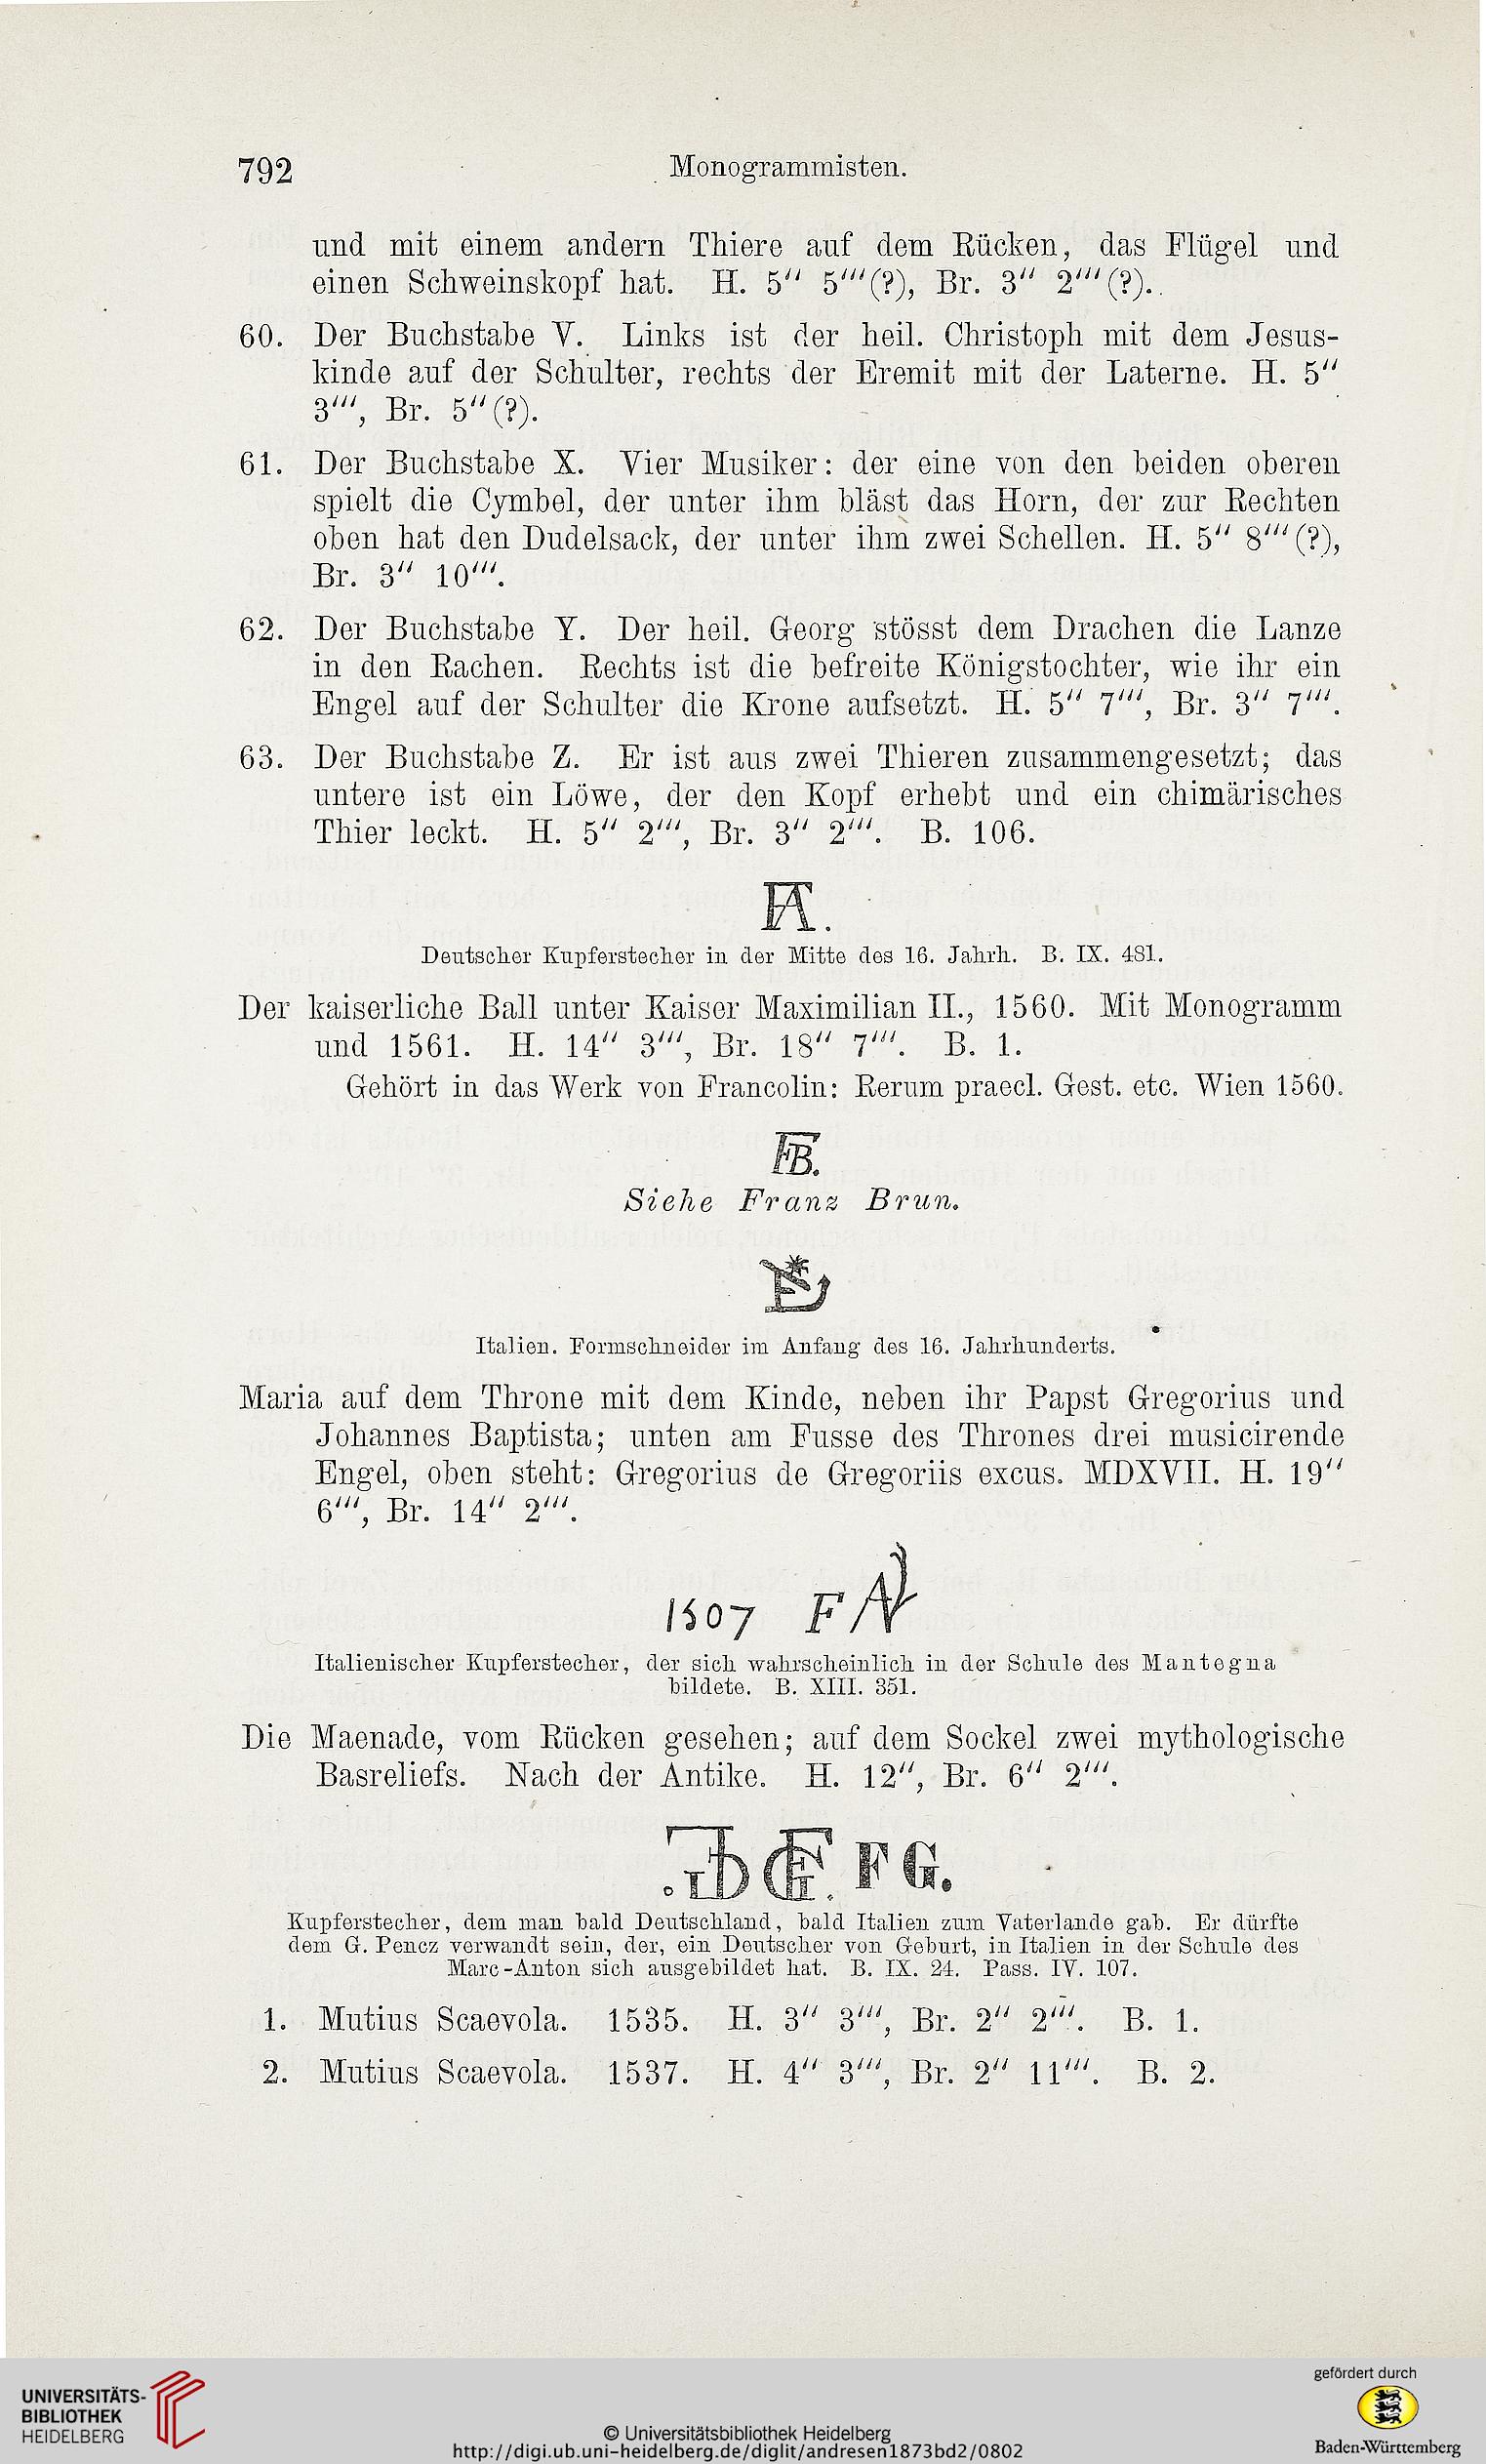 792
Monogrammisten.
und mit einem andern Thiere auf dem Rücken, das Flügel und
einen Schweinskopf hat. H. 5″ 5‴(?), Br. 3″ 2‴(?).
60. Der Buchstabe V. Links ist der heil. Christoph mit dem Jesus-
kinde auf der Schulter, rechts der Eremit mit der Laterne. H. 5″
3‴, Br. 5″(?).
61. Der Buchstabe X. Vier Musiker: der eine von den beiden oberen
spielt die Cymbel, der unter ihm bläst das Horn, der zur Rechten
oben hat den Dudelsack, der unter ihm zwei Schellen. H. 5″ 8‴(?),
Br. 3″ 10‴.
62. Der Buchstabe Y. Der heil. Georg stösst dem Drachen die Lanze
in den Rachen. Rechts ist die befreite Königstochter, wie ihr ein
Engel auf der Schulter die Krone aufsetzt. H. 5″ 7‴, Br. 3″ 7‴.
63. Der Buchstabe Z. Er ist aus zwei Thieren zusammengesetzt; das
untere ist ein Löwe, der den Kopf erhebt und ein chimärisches
Thier leckt. H. 5″ 2‴, Br. 3″ 2‴. B. 106.
FA.
Deutscher Kupferstecher in der Mitte des 16. Jahrh. B. IX. 481.
Der kaiserliche Ball unter Kaiser Maximilian II., 1560. Mit Monogramm
und 1561. H. 14″ 3‴, Br. 18″ 7‴. B. 1.
Gehört in das Werk von Francolin: Rerum praecl. Gest. etc. Wien 1560.
FB.
Siehe Franz Brun.
Italien. Formschneider im Anfang des 16. Jahrhunderts.
Maria auf dem Throne mit dem Kinde, neben ihr Papst Gregorius und
Johannes Baptista; unten am Fusse des Thrones drei musicirende
Engel, oben steht: Gregorius de Gregoriis excus. MDXVII. H. 19″
6‴, Br. 14″ 2‴.
1507 F A
Italienischer Kupferstecher, der sich wahrscheinlich in der Schule des Mantegna
bildete. B. XIII. 351.
Die Maenade, vom Rücken gesehen; auf dem Sockel zwei mythologische
Basreliefs. Nach der Antike. H. 12″, Br. 6″ 2‴.
F G.
Kupferstecher, dem man bald Deutschland, bald Italien zum Vaterlande gab. Er dürfte
dem G. Pencz verwandt sein, der, ein Deutscher von Geburt, in Italien in der Schule des
Marc-Anton sich ausgebildet hat. B. IX. 24. Pass. IV. 107.
1. Mutius Scaevola. 1535. H. 3″ 3‴, Br. 2″ 2‴. B. 1.
2. Mutius Scaevola. 1537. H. 4″ 3‴, Br. 2″ 11‴. B. 2.
UNIVERSITÄTS-
BIBLIOTHEK
HEIDELBERG
© Universitätsbibliothek Heidelberg
http://digi.ub.uni-heidelberg.de/diglit/andresen1873bd2/0802
gefördert durch
Baden-Württemberg